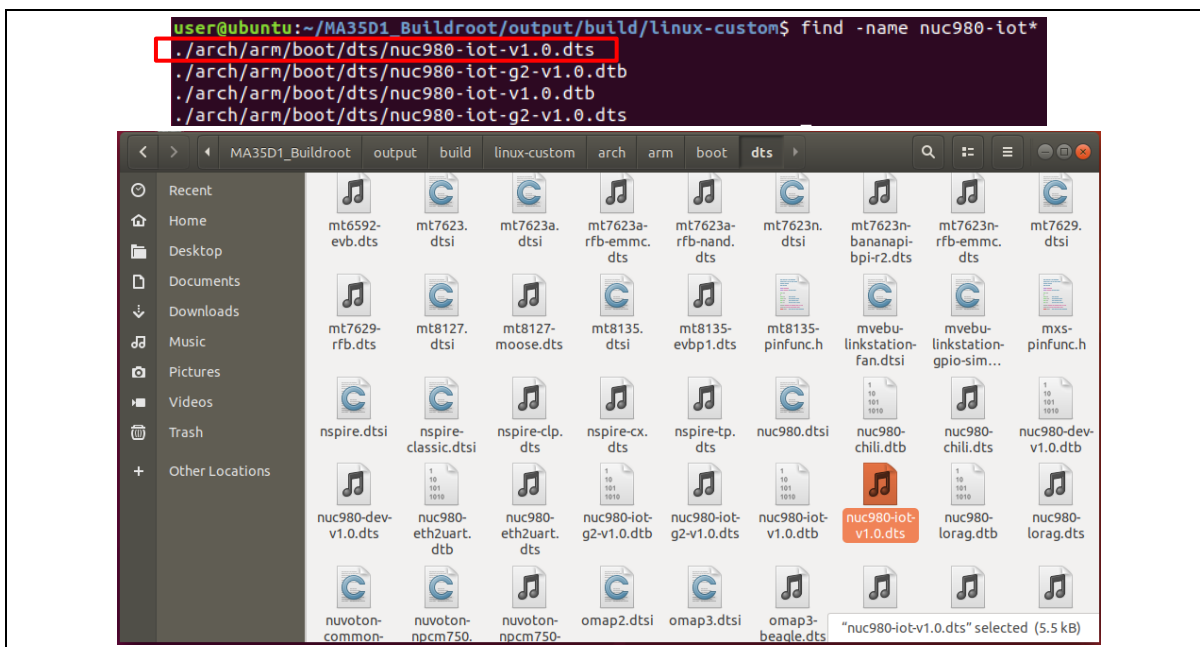 user@ubuntu:~/MA35D1_Buildroot/output/build/linux-custom$ find -name nuc980-iot*
./arch/arm/boot/dts/nuc980-iot-v1.0.dts
./arch/arm/boot/dts/nuc980-iot-g2-v1.0.dtb
./arch/arm/boot/dts/nuc980-iot-v1.0.dtb
./arch/arm/boot/dts/nuc980-iot-g2-v1.0.dts
MA35D1_Buildroot output build linux-custom arch arm boot dts
Recent
Home
Desktop
Documents
Downloads
Music
Pictures
Videos
Trash
Other Locations
mt6592- mt7623. mt7623a. mt7623a- mt7623a- mt7623n. mt7623n- mt7623n- mt7629.
evb.dts dtsi dtsi rfb-emmc. rfb-nand. dtsi bananapi- rfb-emmc. dtsi
dts dts bpi-r2.dts dts
mt7629- mt8127. mt8127- mt8135. mt8135- mt8135- mvebu- mvebu- mxs-
rfb.dts dtsi moose.dts dtsi evbp1.dts pinfunc.h linkstation- linkstation- pinfunc.h
fan.dtsi gpio-sim...
nspire.dtsi nspire- nspire-clp. nspire-cx. nspire-tp. nuc980.dtsi nuc980- nuc980- nuc980-dev-
classic.dtsi dts dts dts chili.dtb chili.dts v1.0.dtb
nuc980-dev- nuc980- nuc980- nuc980-iot- nuc980-iot- nuc980-iot- nuc980-iot- nuc980- nuc980-
v1.0.dts eth2uart. eth2uart. g2-v1.0.dtb g2-v1.0.dts v1.0.dtb v1.0.dts lorag.dtb lorag.dts
dtb dts
nuvoton- nuvoton- nuvoton- omap2.dtsi omap3.dtsi omap3-
common- npcm750. npcm750- beagle.dts
"nuc980-iot-v1.0.dts" selected (5.5 kB)